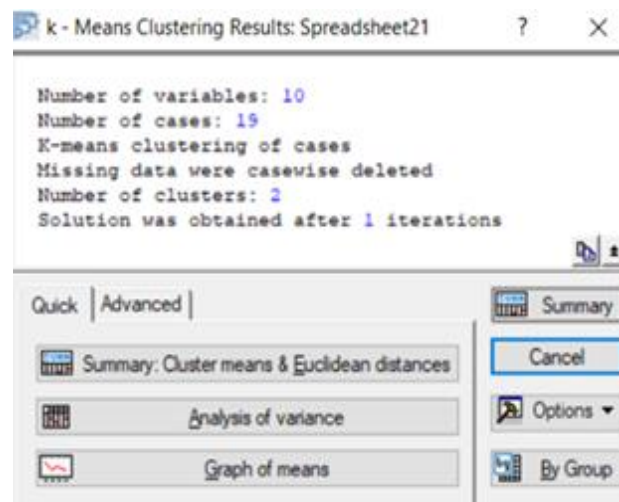 k - Means Clustering Results: Spreadsheet21 ? ×
Number of variables: 10
Number of cases: 19
K-means clustering of cases
Missing data were casewise deleted
Number of clusters: 2
Solution was obtained after 1 iterations
Quick Advanced
Summary
Summary: Cluster means & Euclidean distances
Cancel
Analysis of variance
Options
Graph of means
By Group